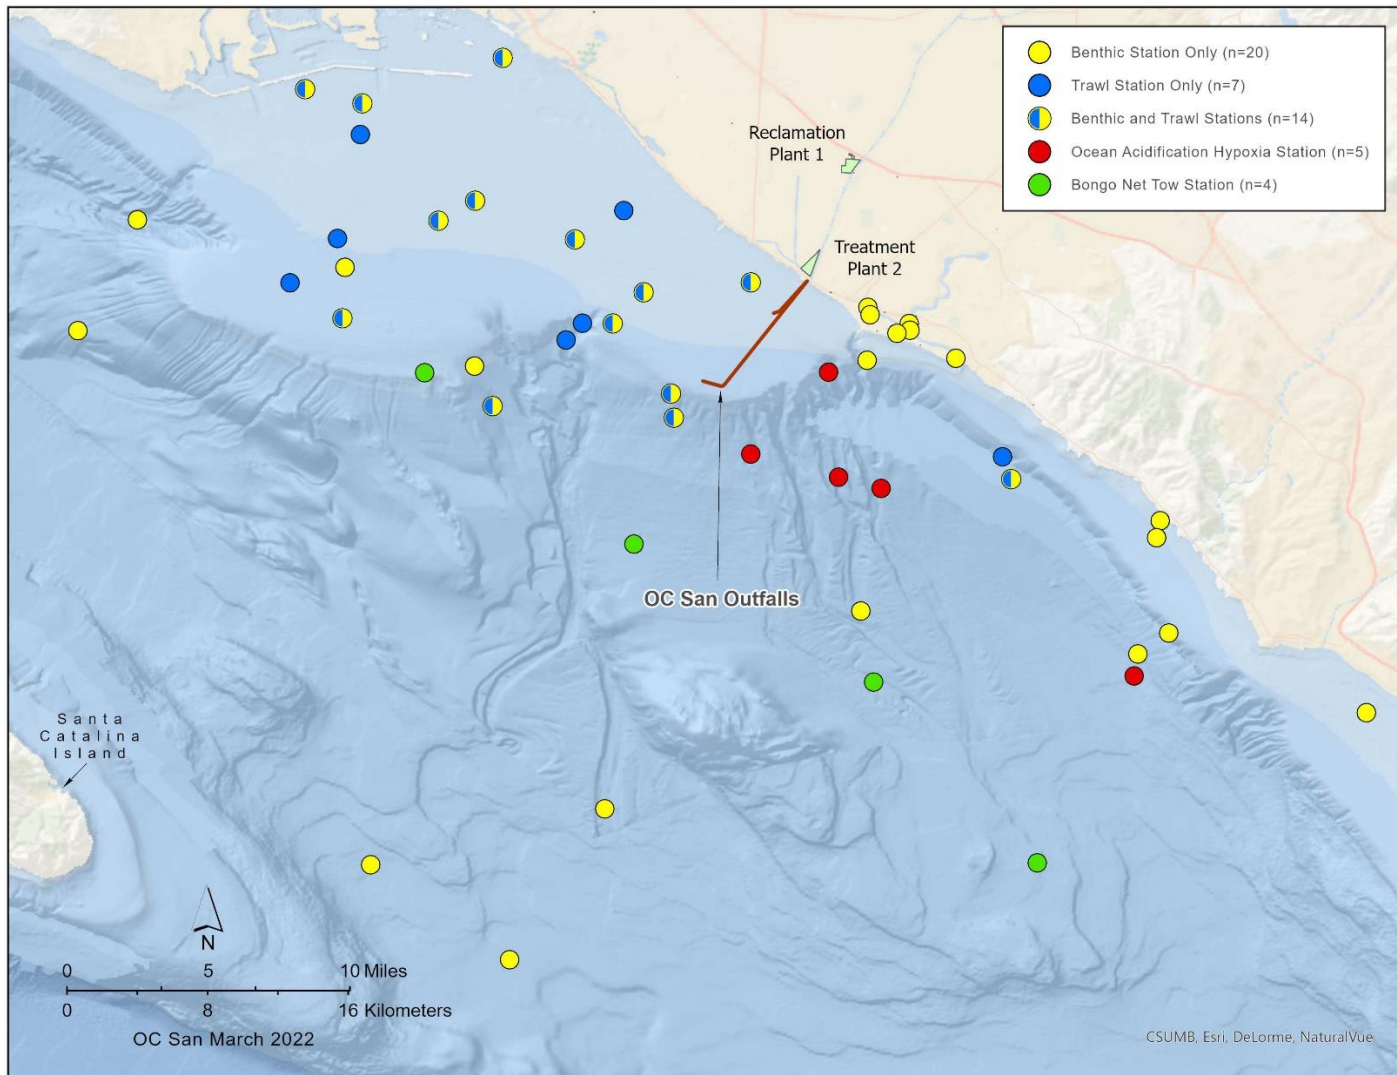 Benthic Station Only (n=20)
Trawl Station Only (n=7)
Benthic and Trawl Stations (n=14)
Ocean Acidification Hypoxia Station (n=5)
Bongo Net Tow Station (n=4)
Reclamation
Plant 1
Treatment
Plant 2
OC San Outfalls
Santa
Catalina
Island
N
0 5 10 Miles
0 8 16 Kilometers
OC San March 2022
CSUMB, Esri, DeLorme, NaturalVue